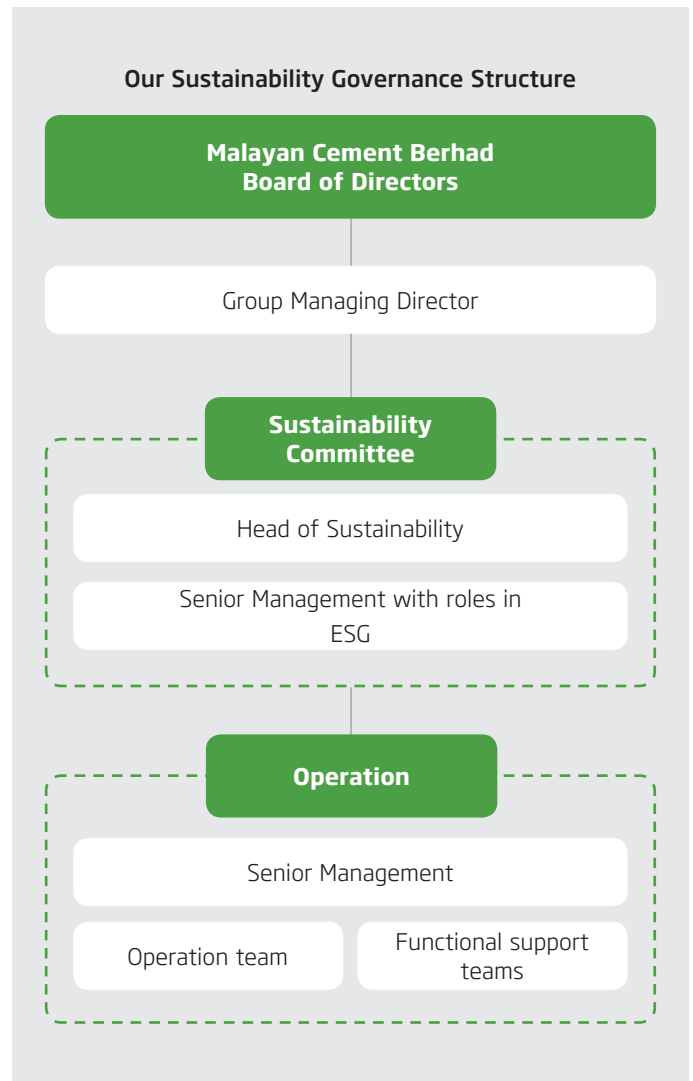 Our Sustainability Governance Structure
Malayan Cement Berhad
Board of Directors
Group Managing Director
Sustainability
Committee
Head of Sustainability
Senior Management with roles in
ESG
Operation
Senior Management
Operation team
Functional support
teams